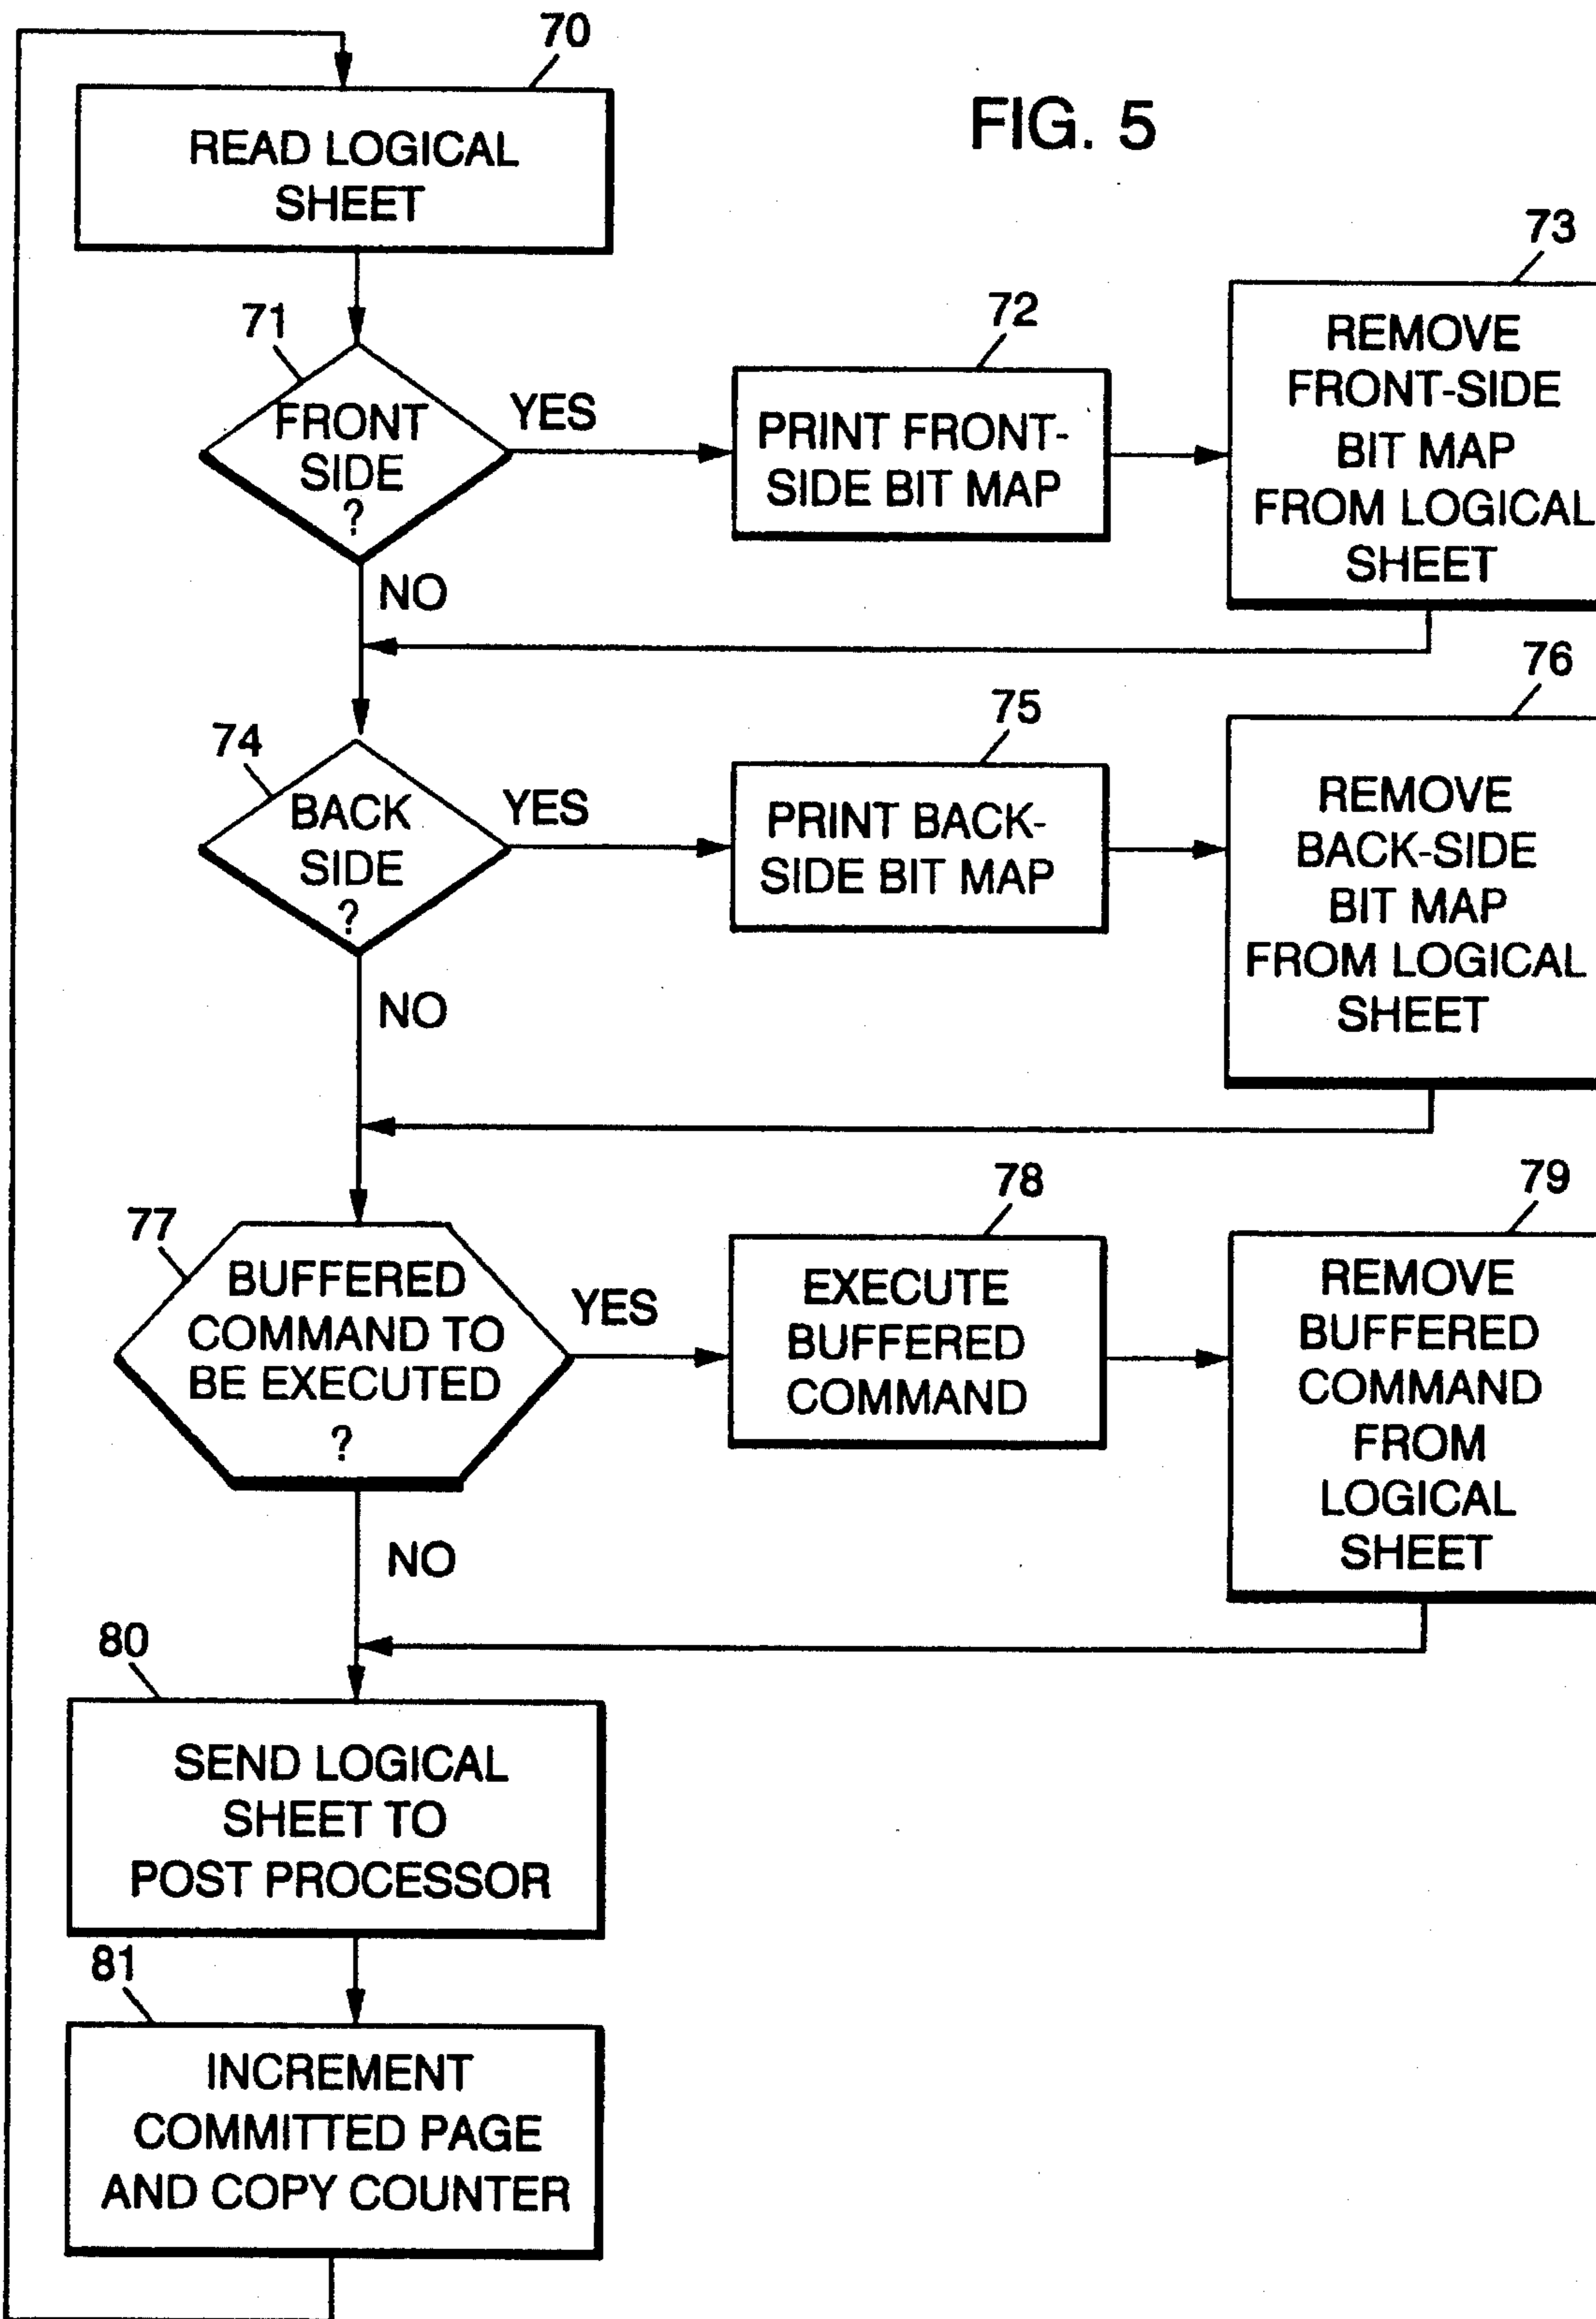 70
FIG. 5
READ LOGICAL
SHEET
71
FRONT
SIDE
?
YES
NO
72
PRINT FRONT-
SIDE BIT MAP
73
REMOVE
FRONT-SIDE
BIT MAP
FROM LOGICAL
SHEET
74
BACK
SIDE
?
YES
NO
75
PRINT BACK-
SIDE BIT MAP
76
REMOVE
BACK-SIDE
BIT MAP
FROM LOGICAL
SHEET
77
BUFFERED
COMMAND TO
BE EXECUTED
?
YES
NO
78
EXECUTE
BUFFERED
COMMAND
79
REMOVE
BUFFERED
COMMAND
FROM
LOGICAL
SHEET
80
SEND LOGICAL
SHEET TO
POST PROCESSOR
81
INCREMENT
COMMITTED PAGE
AND COPY COUNTER